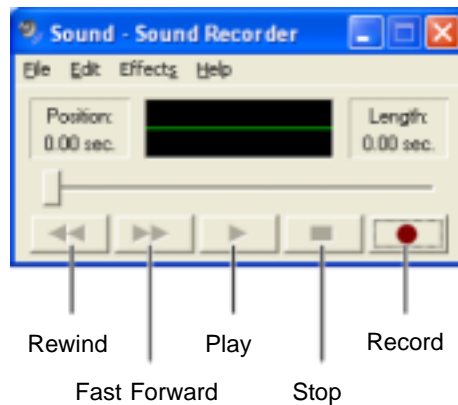 Sound - Sound Recorder
File Edit Effects Help
Position: Length:
0.00 sec. 0.00 sec.
Rewind Play Record
Fast Forward Stop